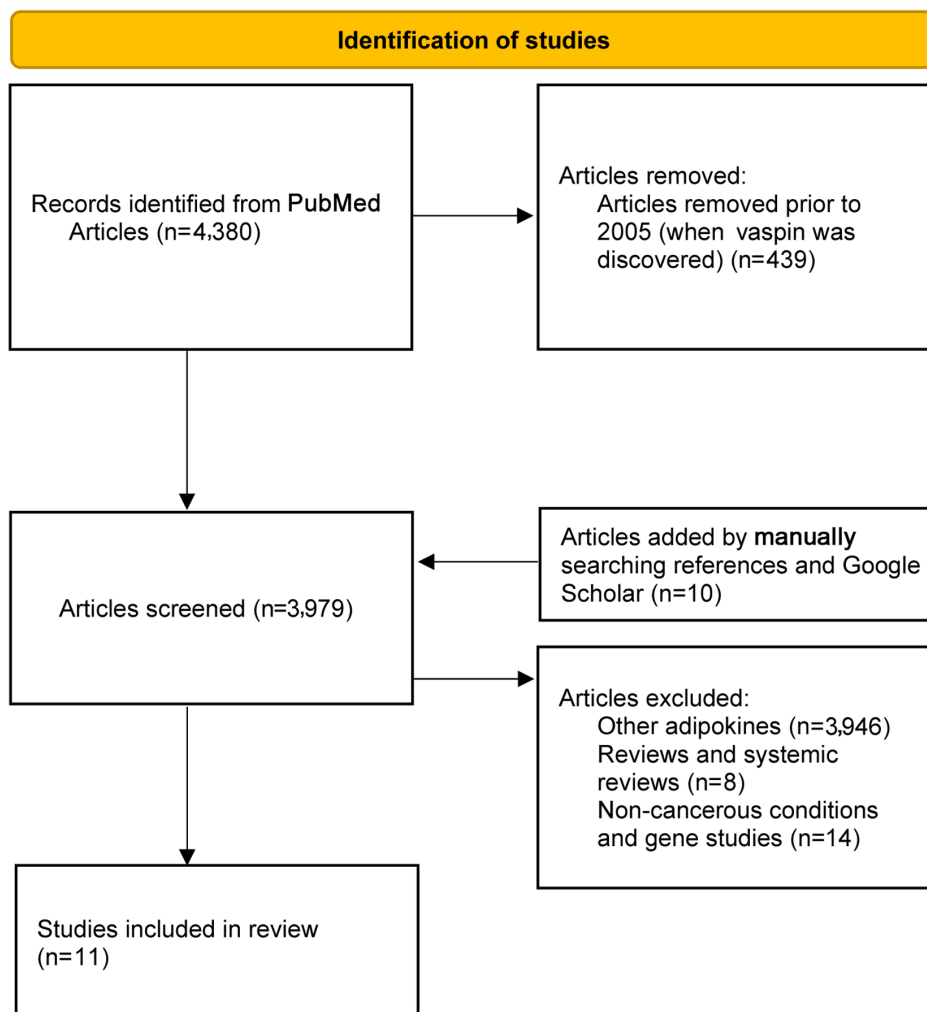 Identification of studies
Records identified from PubMed
Articles (n=4,380)
Articles removed:
Articles removed prior to
2005 (when vaspin was
discovered) (n=439)
Articles screened (n=3,979)
Articles added by manually
searching references and Google
Scholar (n=10)
Articles excluded:
Other adipokines (n=3,946)
Reviews and systemic
reviews (n=8)
Non-cancerous conditions
and gene studies (n=14)
Studies included in review
(n=11)